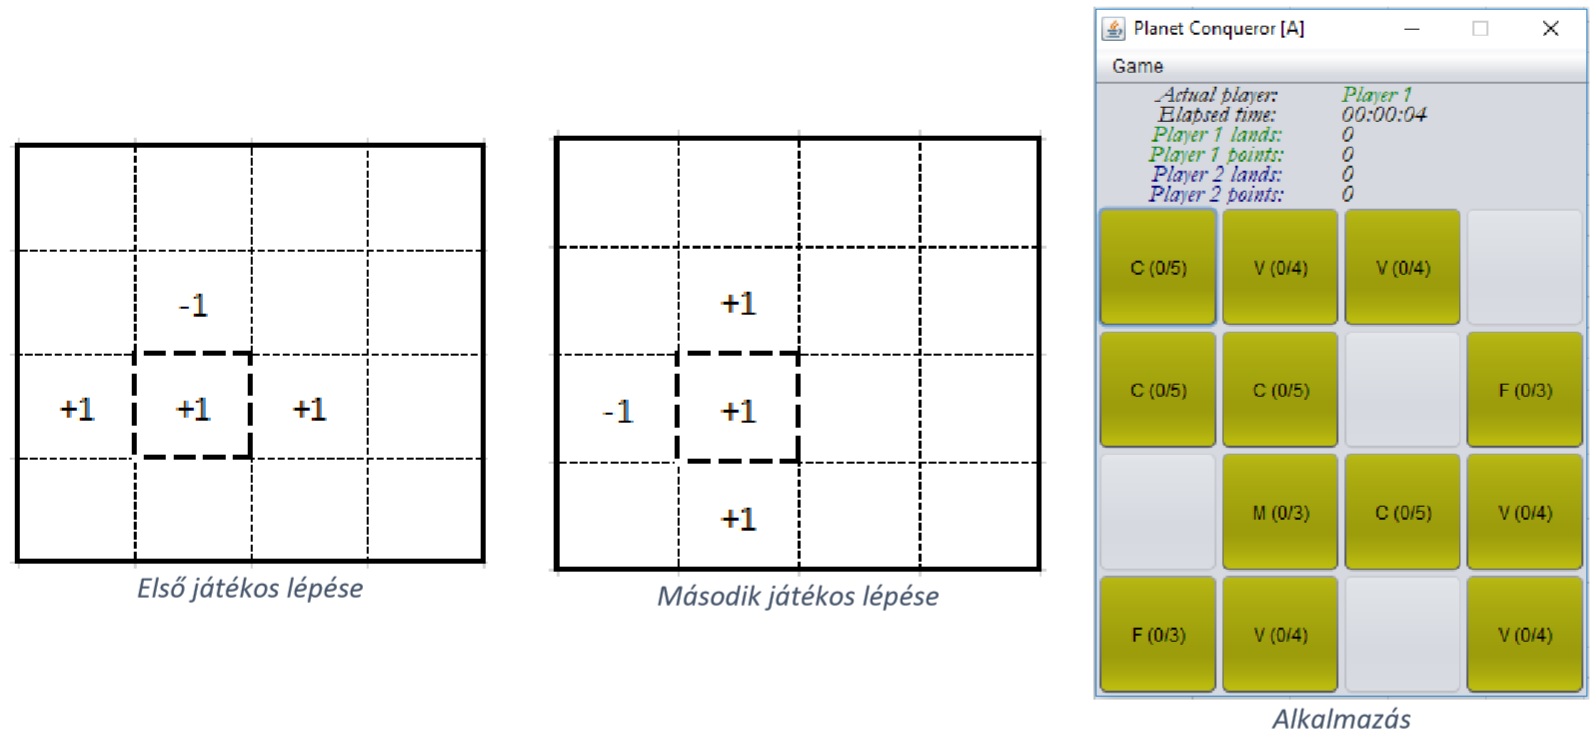 -1
+1 +1 +1
Első játékos lépése
+1
-1 +1
+1
Második játékos lépése
Planet Conqueror [A]
Game
Actual player: Player 1
Elapsed time: 00:00:04
Player 1 lands: 0
Player 1 points: 0
Player 2 lands: 0
Player 2 points: 0
C (0/5) V (0/4) V (0/4)
C (0/5) C (0/5) F (0/3)
M (0/3) C (0/5) V (0/4)
F (0/3) V (0/4) V (0/4)
Alkalmazás